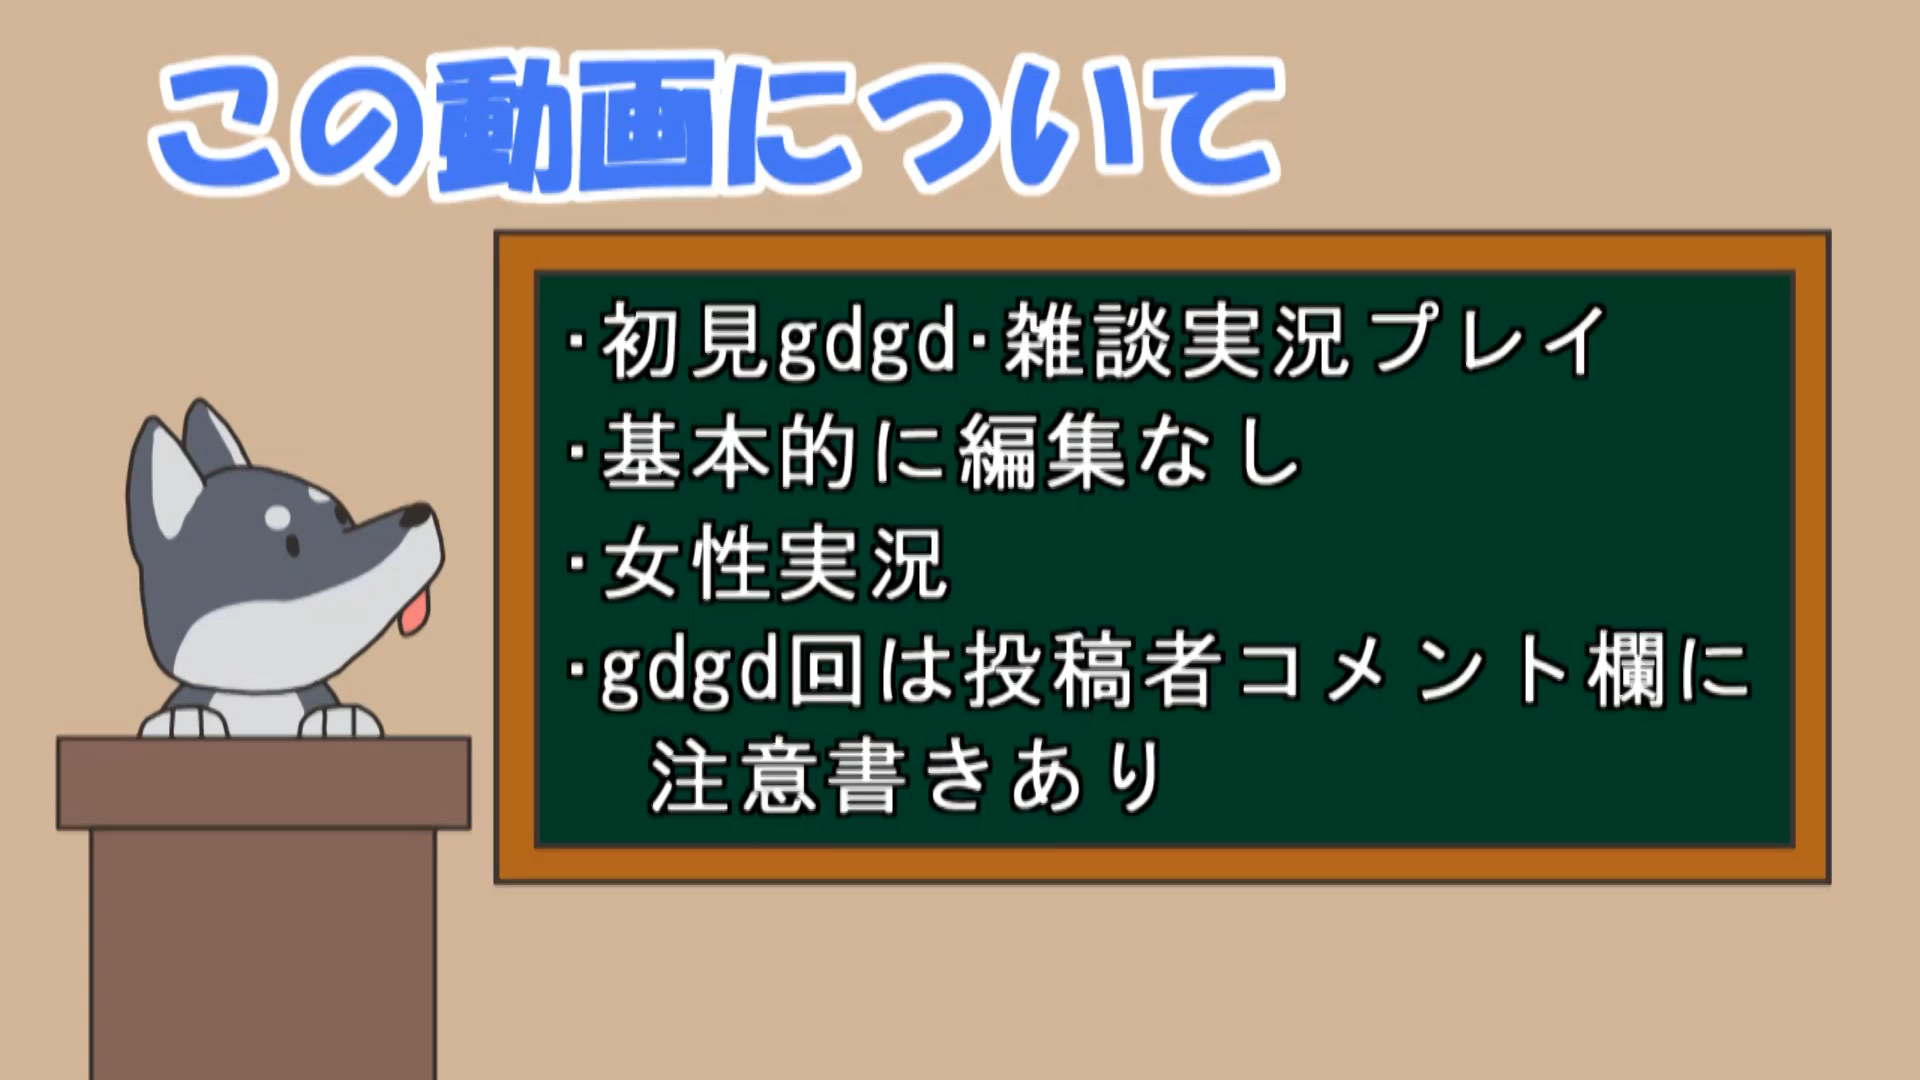 この動画について
・初見gdgd・雑談実況プレイ
・基本的に編集なし
・女性実況
・gdgd回は投稿者コメント欄に
注意書きあり